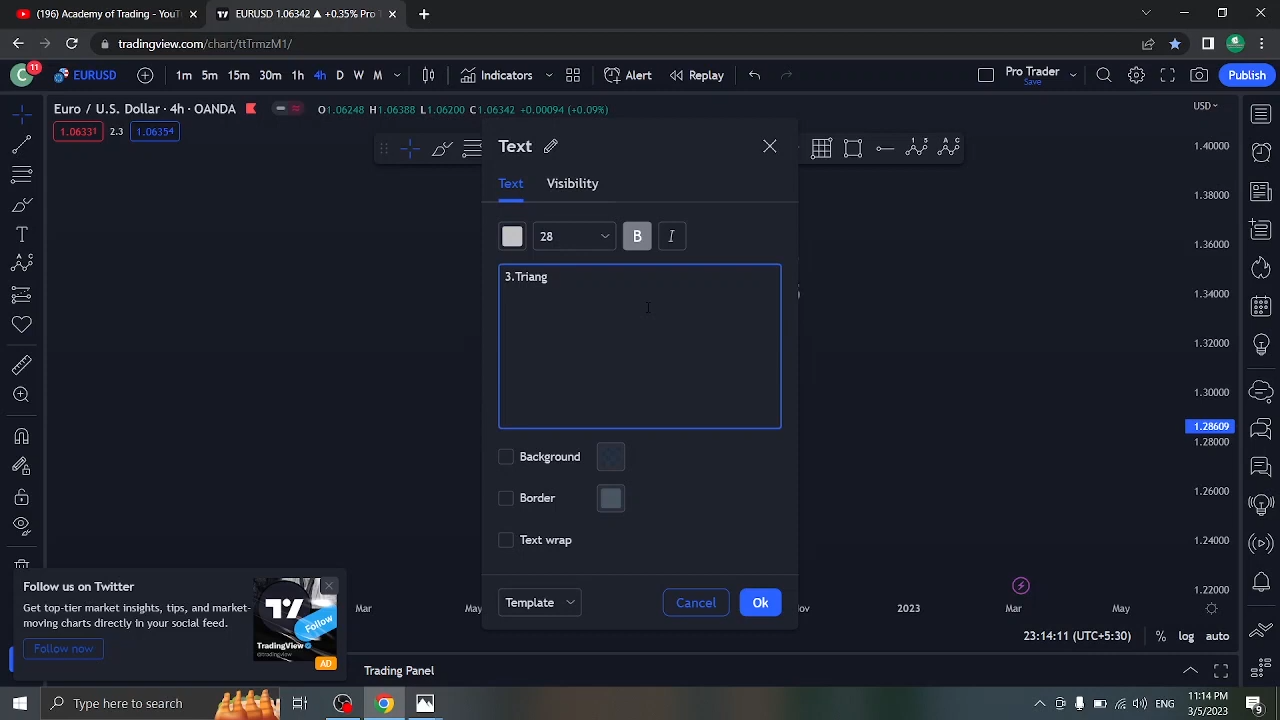 (196) Academy of Trading - YouT
EURUSD 1.06342 ▲ +0.35% Pro T
tradingview.com/chart/ttTmzM1/
C 11 EURUSD 1m 5m 15m 30m 1h 4h D W M Indicators Alert Replay Pro Trader Save Publish
Euro / U.S. Dollar · 4h · OANDA O1.06248 H1.06388 L1.06200 C1.06342 +0.00094 (+0.09%) USD
1.06331 2.3 1.06354
Text
Text Visibility
28 B I
3.Triang
Background
Border
Text wrap
Template Cancel Ok
1.40000
1.38000
1.36000
1.34000
1.32000
1.30000
1.28609
1.28000
1.26000
1.24000
1.22000
Follow us on Twitter
Get top-tier market insights, tips, and market-
moving charts directly in your social feed.
Follow now
Follow
TradingView
@tradingview
AD
Mar May ov 2023 Mar May
23:14:11 (UTC+5:30) % log auto
Trading Panel
Type here to search
ENG 11:14 PM
3/5/2023